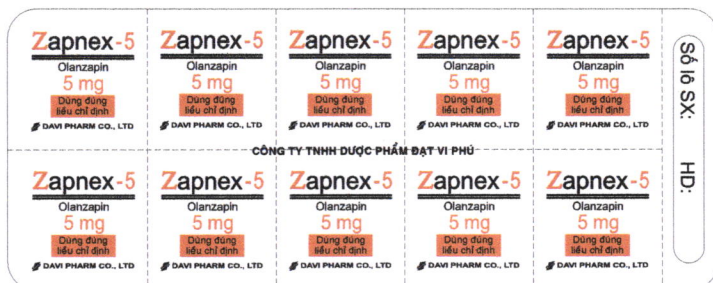 Zapnex-5 Zapnex-5 Zapnex-5 Zapnex-5 Zapnex-5
Olanzapin Olanzapin Olanzapin Olanzapin Olanzapin
5 mg 5 mg 5 mg 5 mg 5 mg
Dùng đúng Dùng đúng Dùng đúng Dùng đúng Dùng đúng
liều chỉ định liều chỉ định liều chỉ định liều chỉ định liều chỉ định
DAVI PHARM CO., LTD DAVI PHARM CO., LTD DAVI PHARM CO., LTD DAVI PHARM CO., LTD DAVI PHARM CO., LTD
CÔNG TY TNHH DƯỢC PHẨM ĐẠT VI PHÚ
Zapnex-5 Zapnex-5 Zapnex-5 Zapnex-5 Zapnex-5
Olanzapin Olanzapin Olanzapin Olanzapin Olanzapin
5 mg 5 mg 5 mg 5 mg 5 mg
Dùng đúng Dùng đúng Dùng đúng Dùng đúng Dùng đúng
liều chỉ định liều chỉ định liều chỉ định liều chỉ định liều chỉ định
DAVI PHARM CO., LTD DAVI PHARM CO., LTD DAVI PHARM CO., LTD DAVI PHARM CO., LTD DAVI PHARM CO., LTD
Số lô SX: HD: